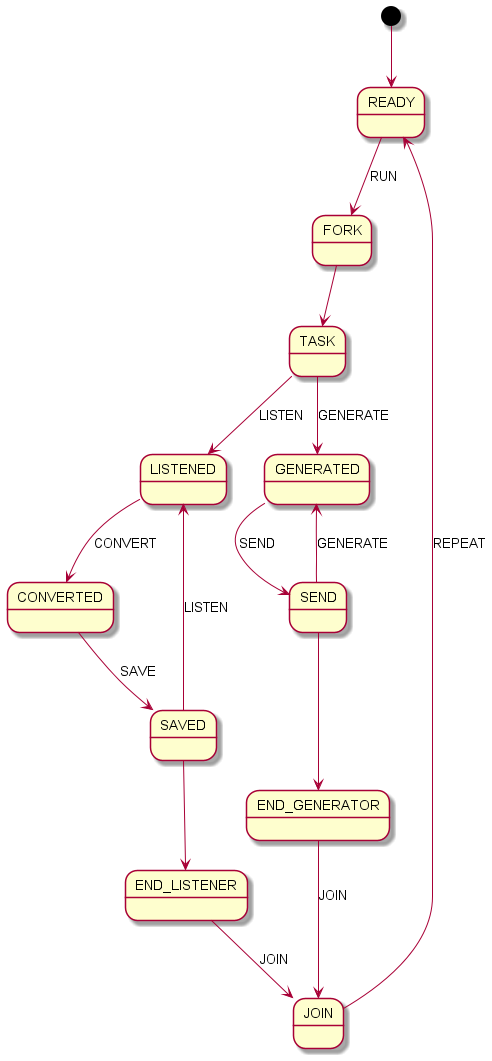 READY
RUN
FORK
TASK
LISTEN
GENERATE
LISTENED
GENERATED
CONVERT
SEND
GENERATE
REPEAT
CONVERTED
SEND
LISTEN
SAVE
SAVED
END_GENERATOR
END_LISTENER
JOIN
JOIN
JOIN